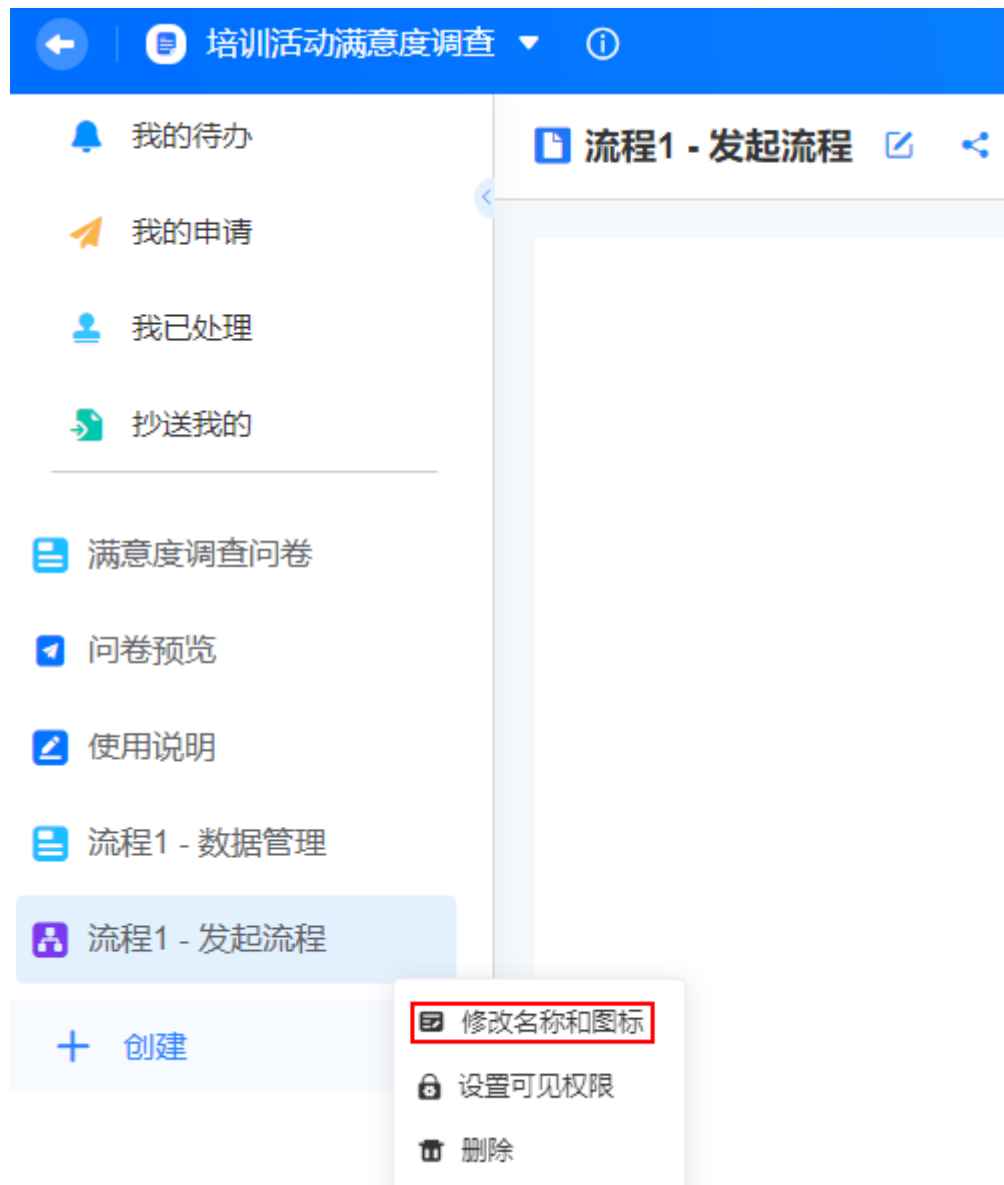 培训活动满意度调查
我的待办
我的申请
我已处理
抄送我的
满意度调查问卷
问卷预览
使用说明
流程1 - 数据管理
流程1 - 发起流程
创建
流程1 - 发起流程
修改名称和图标
设置可见权限
删除